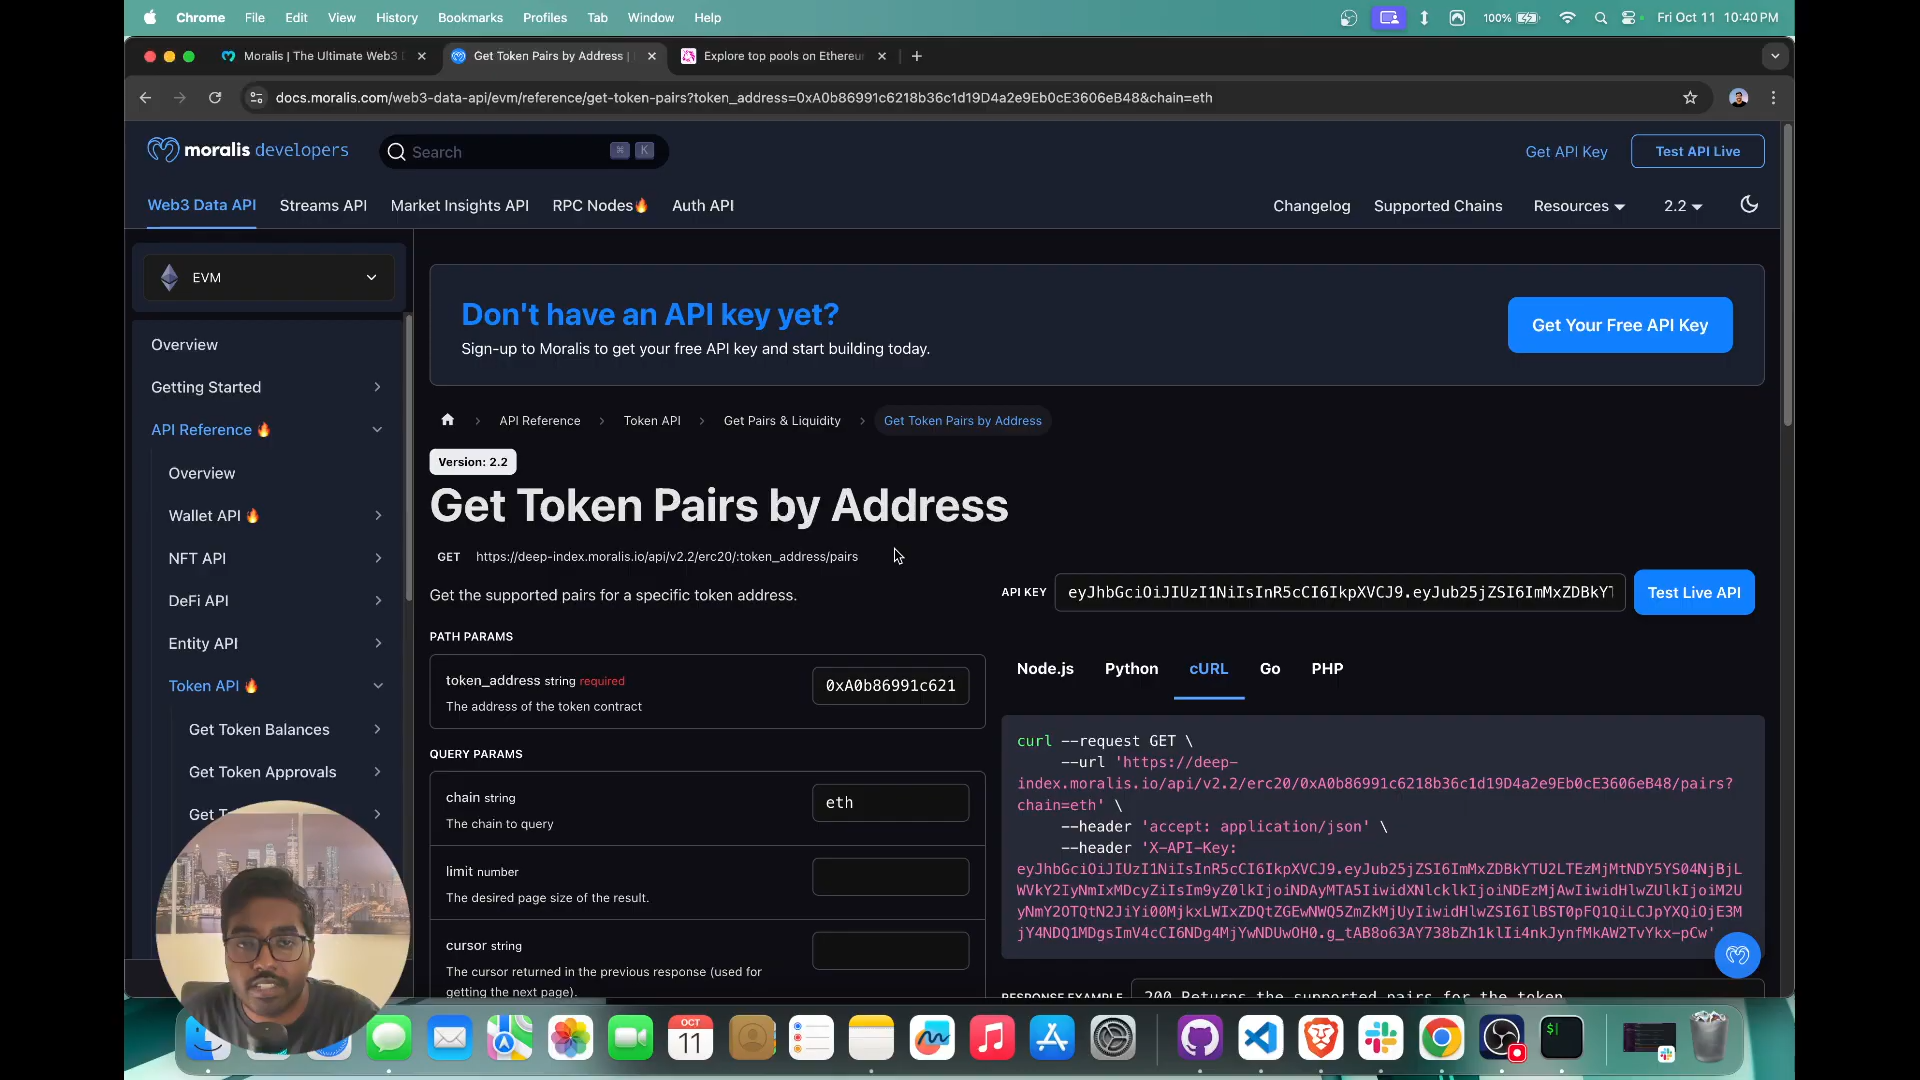 Chrome File Edit View History Bookmarks Profiles Tab Window Help 100% Fri Oct 11 10:40 PM
Moralis | The Ultimate Web3 Get Token Pairs by Address | Explore top pools on Ethereu
docs.moralis.com/web3-data-api/evm/reference/get-token-pairs?token_address=0xA0b86991c6218b36c1d19D4a2e9Eb0cE3606eB48&chain=eth
moralis developers Search ⌘ K Get API Key Test API Live
Web3 Data API Streams API Market Insights API RPC Nodes🔥 Auth API Changelog Supported Chains Resources 2.2
EVM
Overview
Getting Started
API Reference 🔥
Overview
Wallet API 🔥
NFT API
DeFi API
Entity API
Token API 🔥
Get Token Balances
Get Token Approvals
Don't have an API key yet?
Sign-up to Moralis to get your free API key and start building today.
Get Your Free API Key
API Reference Token API Get Pairs & Liquidity Get Token Pairs by Address
Version: 2.2
Get Token Pairs by Address
GET https://deep-index.moralis.io/api/v2.2/erc20/:token_address/pairs
Get the supported pairs for a specific token address.
PATH PARAMS
token_address string required 0xA0b86991c621
The address of the token contract
QUERY PARAMS
chain string eth
The chain to query
limit number
The desired page size of the result.
cursor string
The cursor returned in the previous response (used for
getting the next page).
API KEY eyJhbGciOiJIUzI1NiIsInR5cCI6IkpXVCJ9.eyJub25jZSI6ImMxZDBkY Test Live API
Node.js Python cURL Go PHP
curl --request GET \
--url 'https://deep-
index.moralis.io/api/v2.2/erc20/0xA0b86991c6218b36c1d19D4a2e9Eb0cE3606eB48/pairs?
chain=eth' \
--header 'accept: application/json' \
--header 'X-API-Key:
RESPONSE EXAMPLE 200 Returns the supported pairs for the token
OCT
11